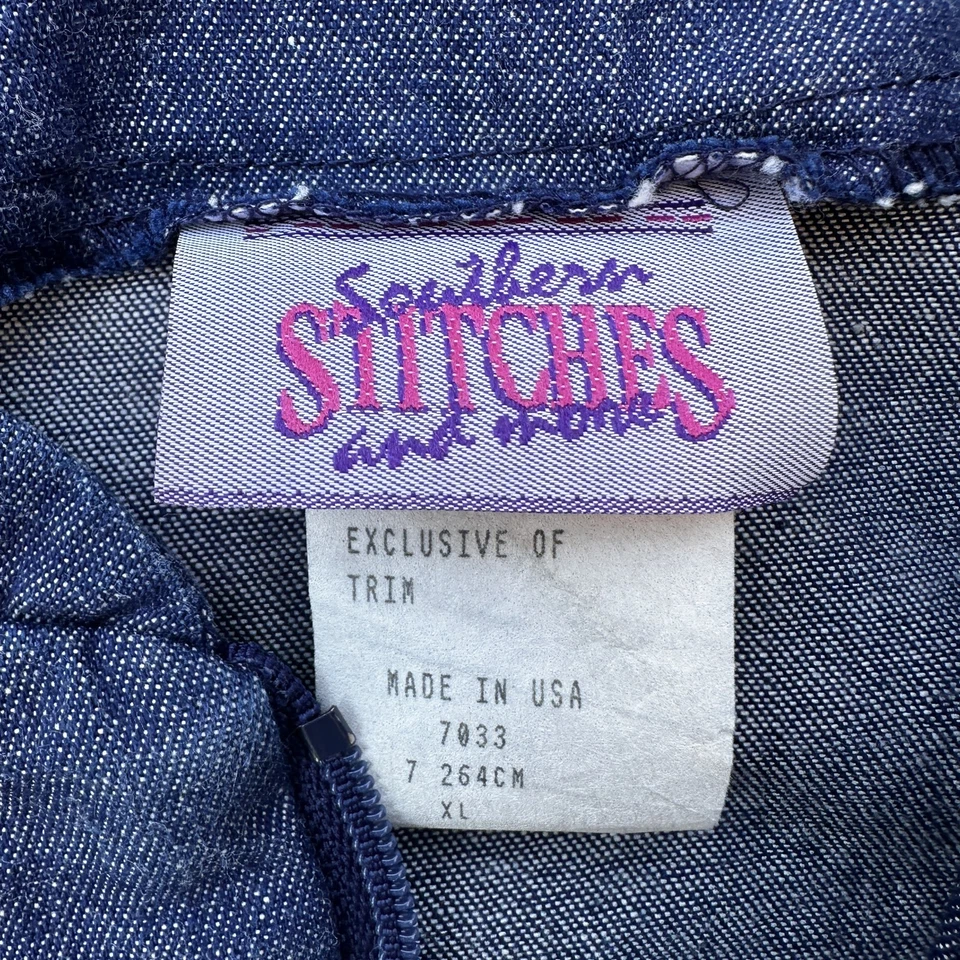 Southern
STITCHES
and more
EXCLUSIVE OF
TRIM
MADE IN USA
7033
7 264CM
XL